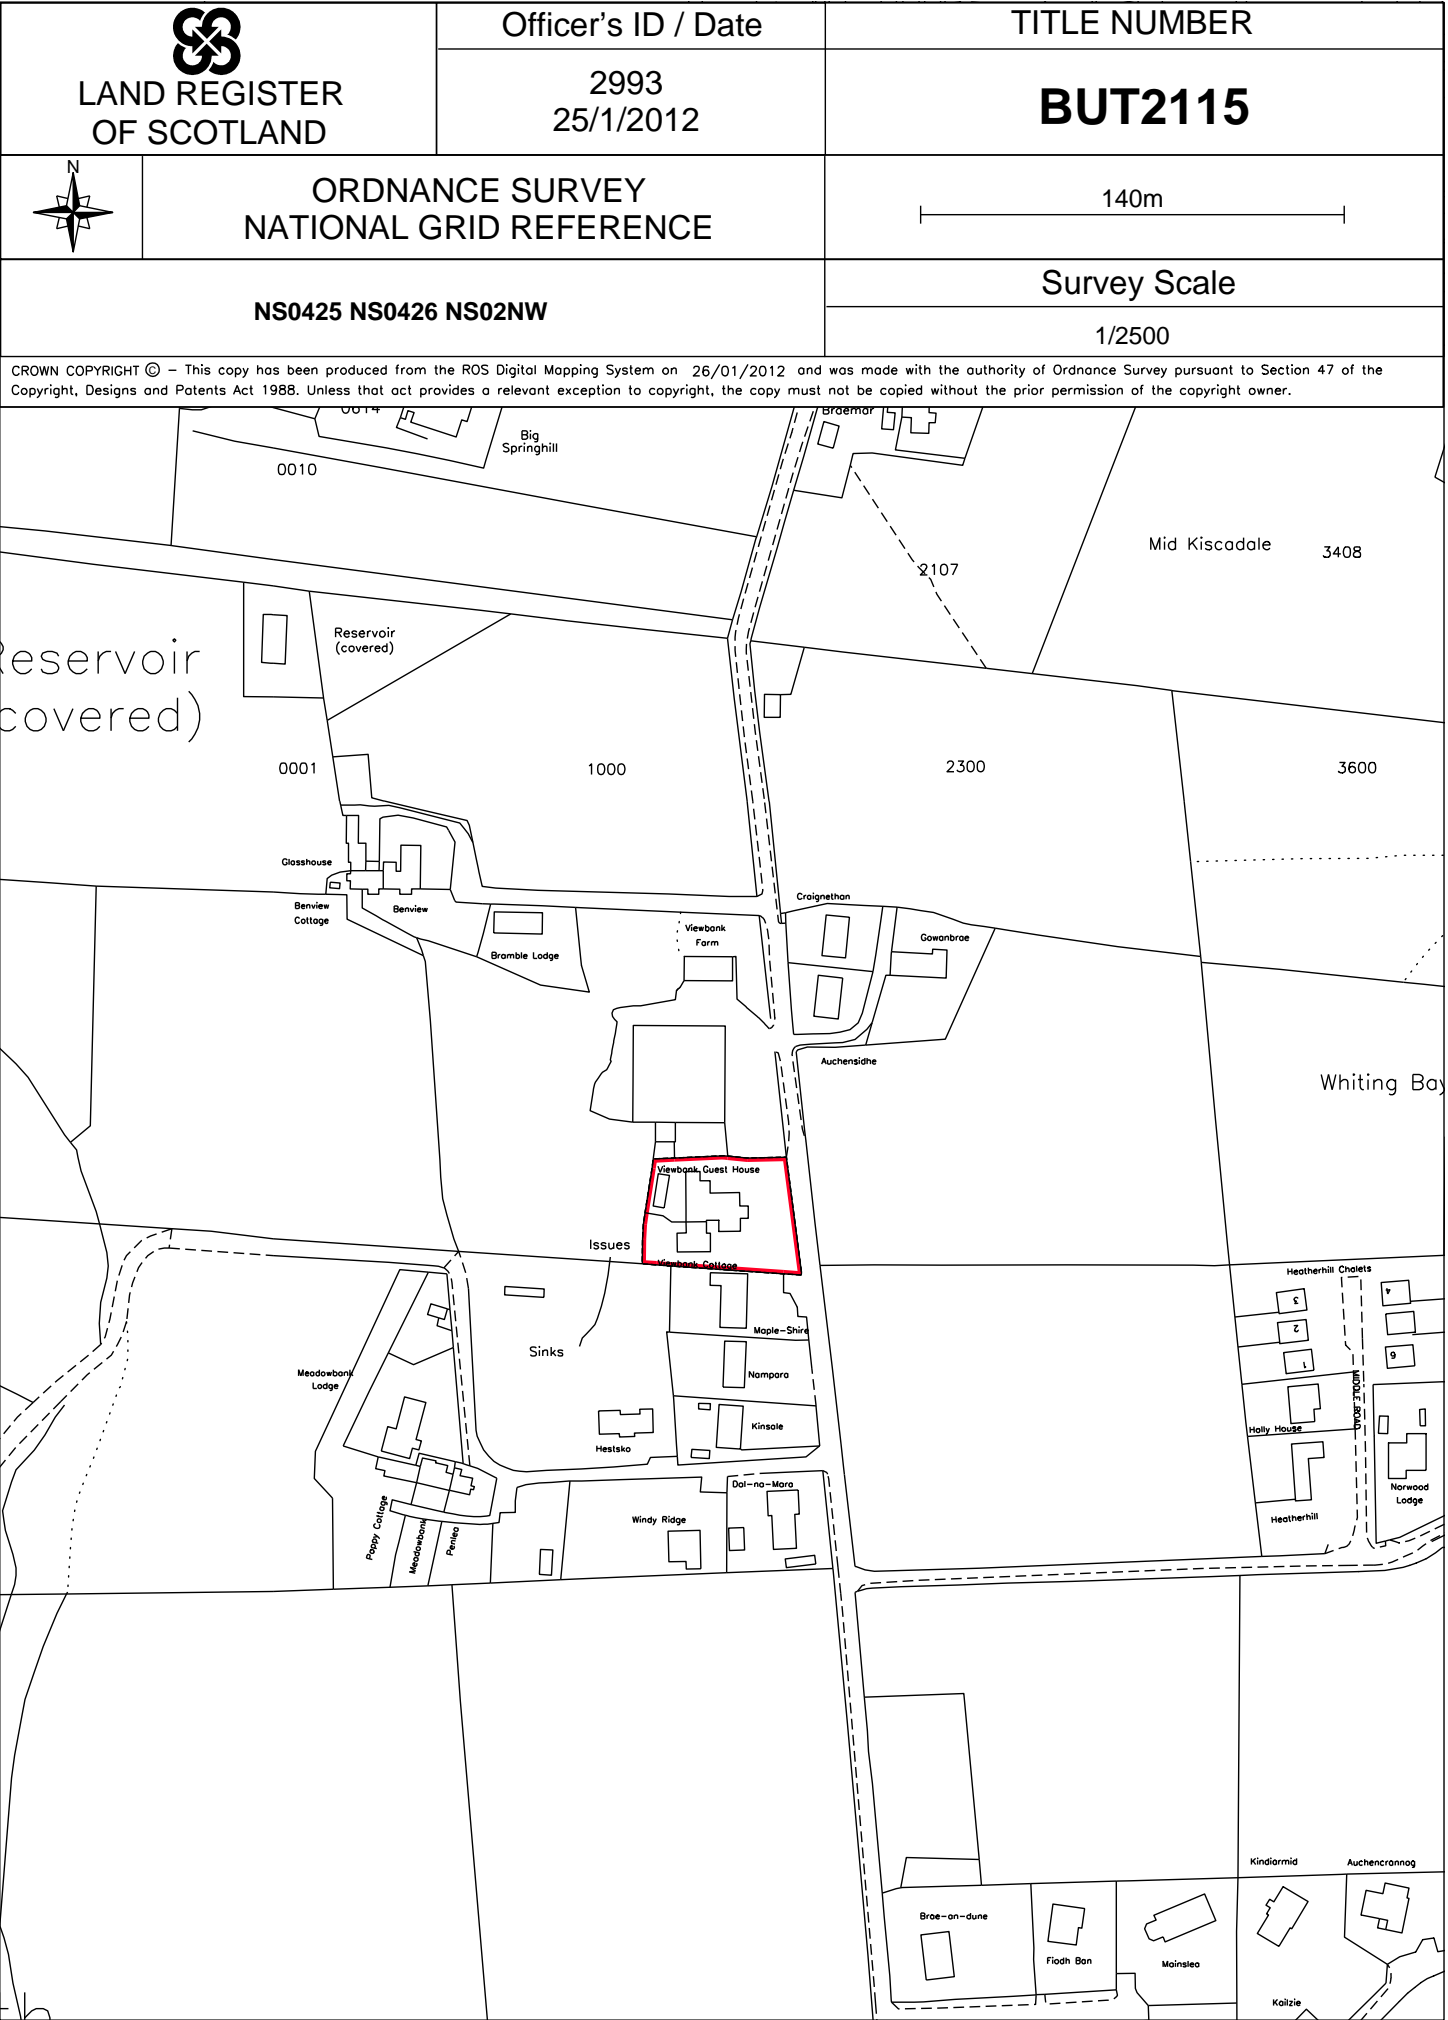 LAND REGISTER
OF SCOTLAND
Officer's ID / Date
2993
25/1/2012
TITLE NUMBER
BUT2115
N
ORDNANCE SURVEY
NATIONAL GRID REFERENCE
140m
NS0425 NS0426 NS02NW
Survey Scale
1/2500
CROWN COPYRIGHT © – This copy has been produced from the ROS Digital Mapping System on 26/01/2012 and was made with the authority of Ordnance Survey pursuant to Section 47 of the
Copyright, Designs and Patents Act 1988. Unless that act provides a relevant exception to copyright, the copy must not be copied without the prior permission of the copyright owner.
0614
Braemar
Big
Springhill
0010
Mid Kiscadale
3408
2107
Reservoir
(covered)
Reservoir
(covered)
0001
1000
2300
3600
Glasshouse
Benview
Cottage
Benview
Bramble Lodge
Viewbank
Farm
Craignethan
Gowanbrae
Auchensidhe
Whiting Bay
Viewbank Guest House
Issues
Viewbank Cottage
Heatherhill Chalets
3
4
2
1
6
Maple-Shire
Sinks
Nampara
Meadowbank
Lodge
MIDDLE ROAD
Kinsale
Holly House
Hestsko
Dal-na-Mara
Norwood
Lodge
Windy Ridge
Heatherhill
Poppy Cottage
Meadowbank
Penlea
Kindiarmid
Auchencrannag
Brae-an-dune
Fiodh Ban
Mainslea
Kailzie